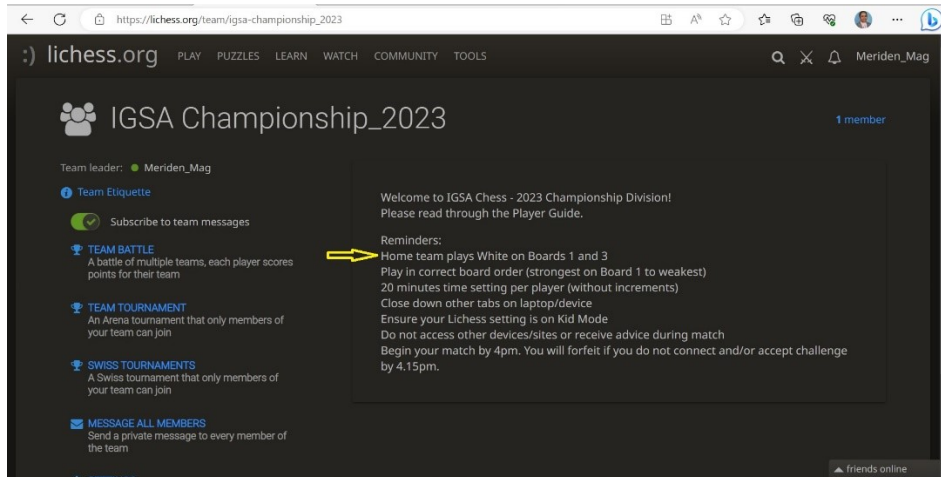 https://lichess.org/team/igsa-championship_2023
lichess.org PLAY PUZZLES LEARN WATCH COMMUNITY TOOLS Meriden_Mag
IGSA Championship_2023
1 member
Team leader: Meriden_Mag
Team Etiquette
Subscribe to team messages
TEAM BATTLE
A battle of multiple teams, each player scores
points for their team
TEAM TOURNAMENT
An Arena tournament that only members of
your team can join
SWISS TOURNAMENTS
A Swiss tournament that only members of
your team can join
MESSAGE ALL MEMBERS
Send a private message to every member of
the team
Welcome to IGSA Chess - 2023 Championship Division!
Please read through the Player Guide.
Reminders:
Home team plays White on Boards 1 and 3
Play in correct board order (strongest on Board 1 to weakest)
20 minutes time setting per player (without increments)
Close down other tabs on laptop/device
Ensure your Lichess setting is on Kid Mode
Do not access other devices/sites or receive advice during match
Begin your match by 4pm. You will forfeit if you do not connect and/or accept challenge
by 4.15pm.
friends online